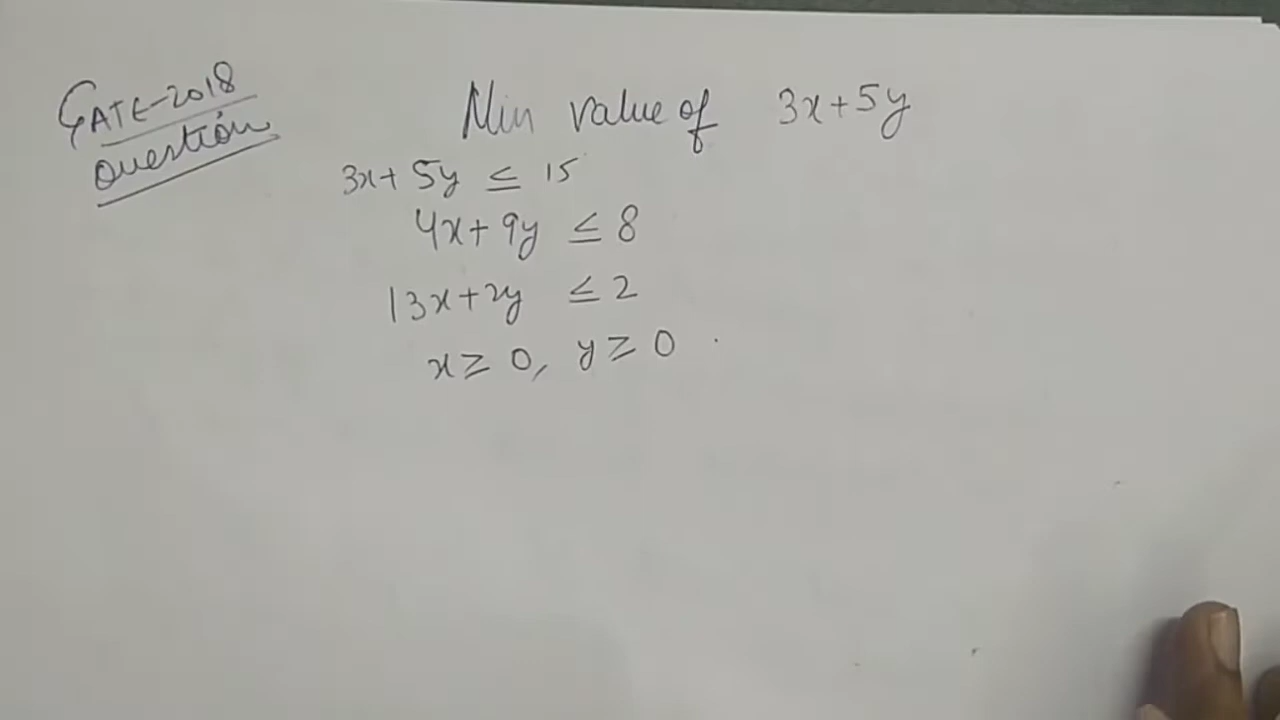 GATE-2018
Question
Min value of 3x+5y
3x+ 5y ≤ 15
4x+ 9y ≤ 8
13x+2y ≤ 2
x≥ 0, y≥ 0